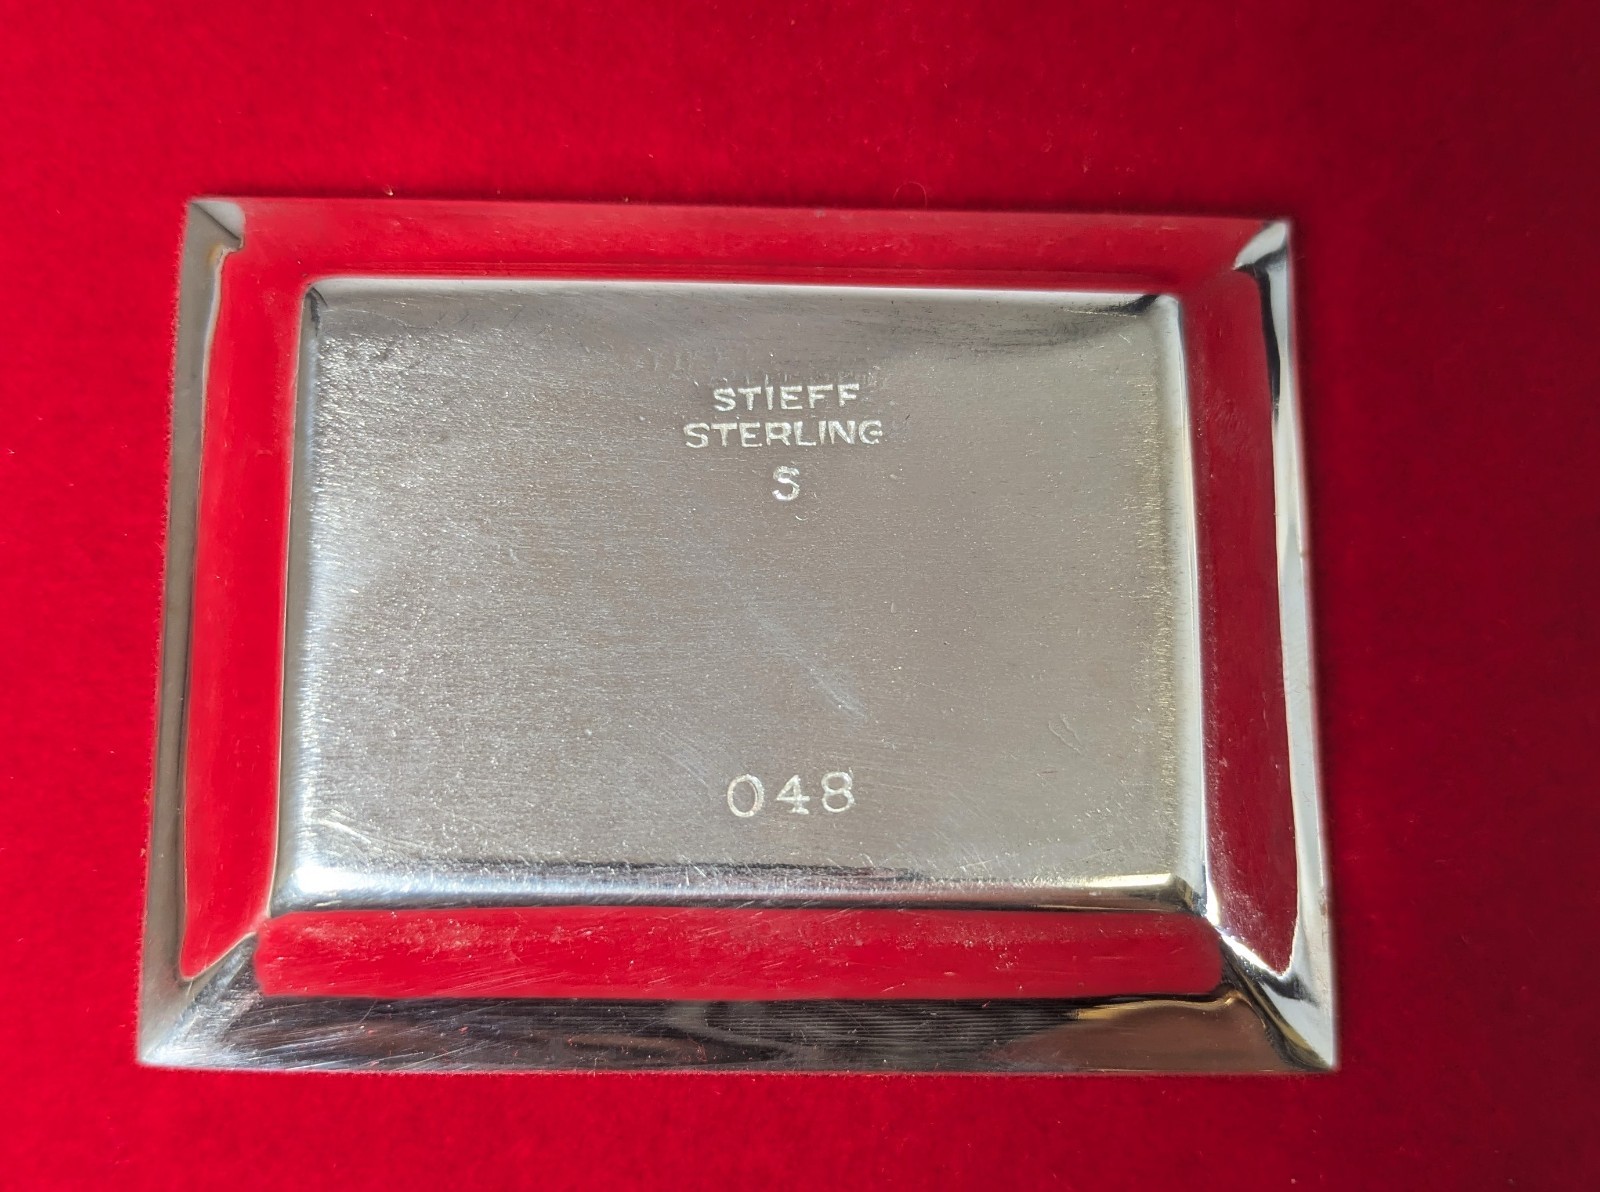 STIEFF
STERLING
S
048